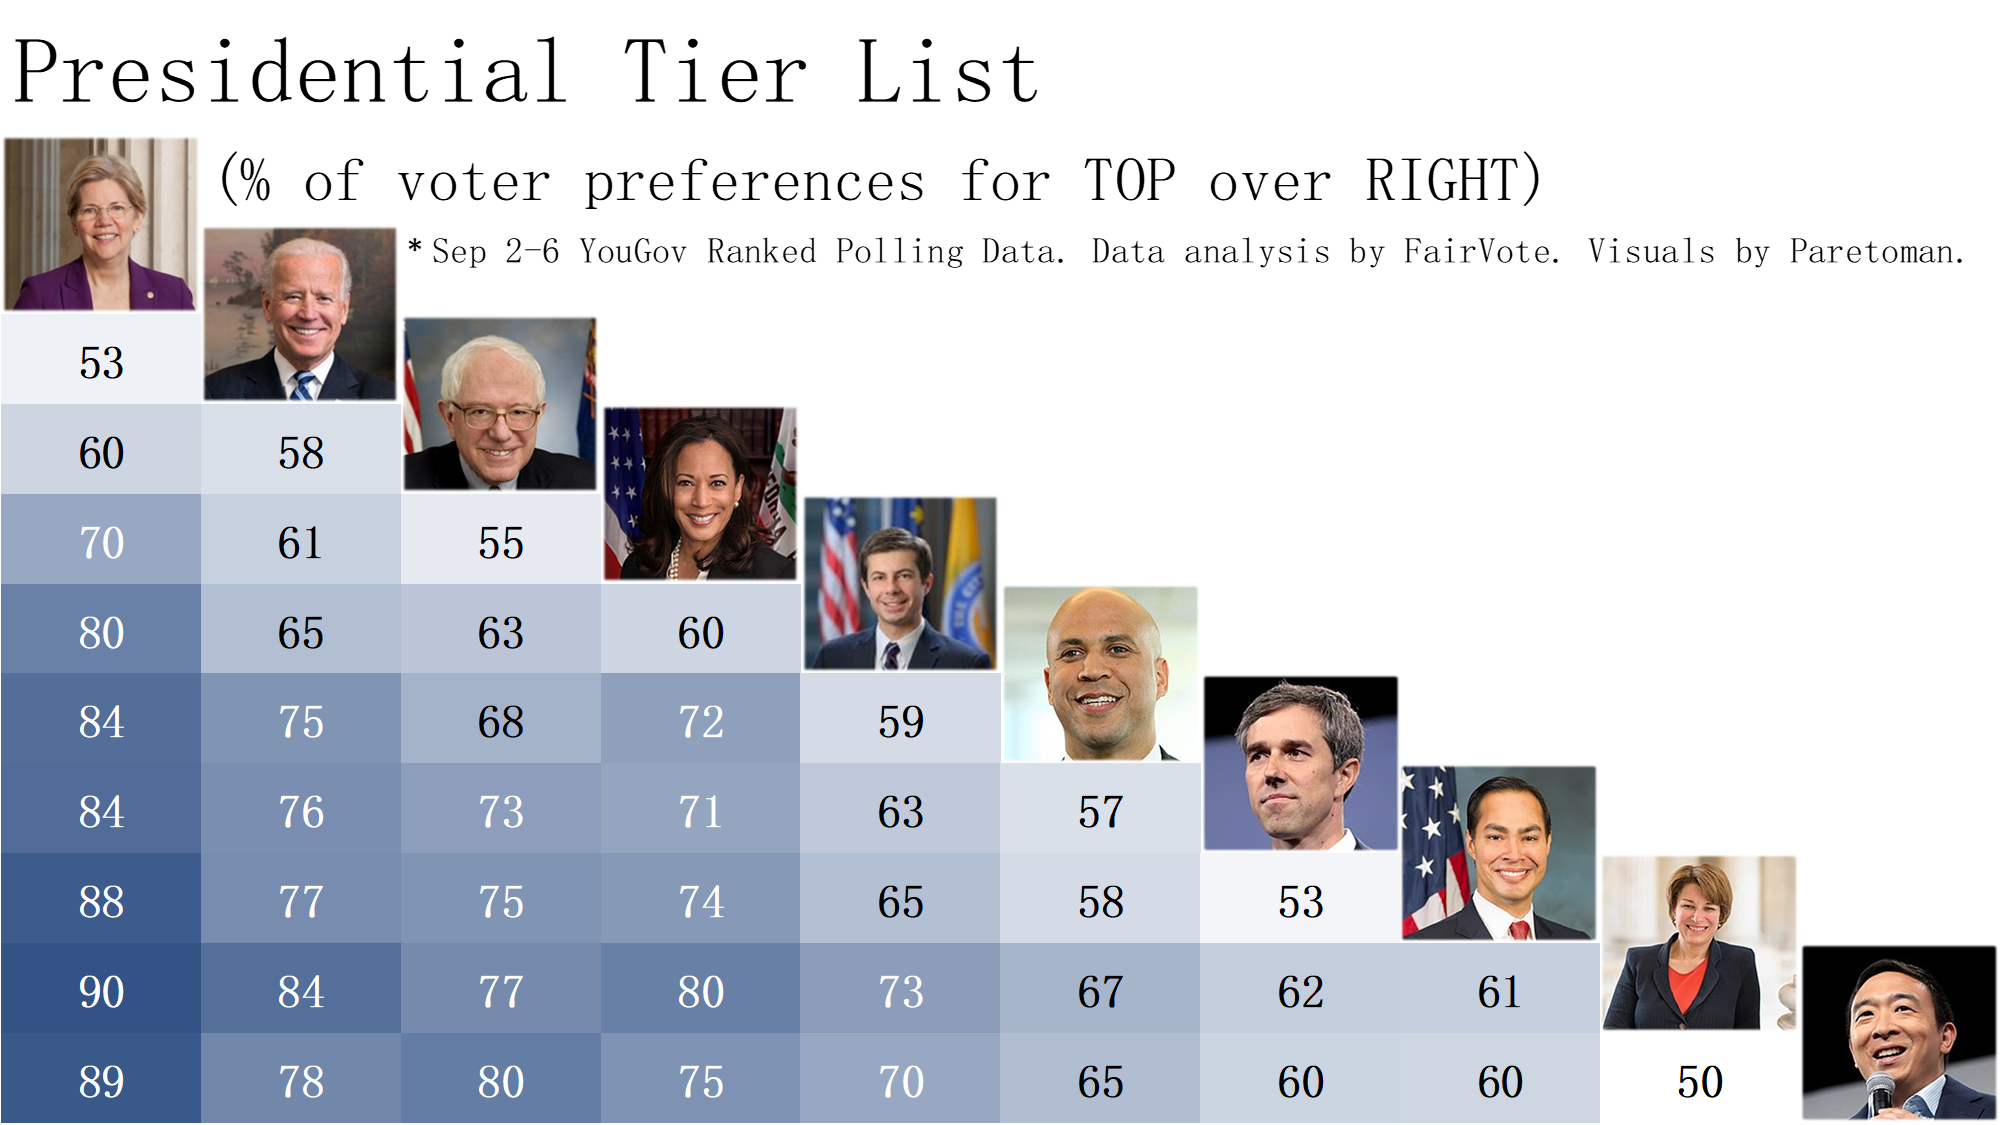 Presidential Tier List
(% of voter preferences for TOP over RIGHT)
* Sep 2-6 YouGov Ranked Polling Data. Data analysis by FairVote. Visuals by Paretoman.
53
60 58
70 61 55
80 65 63 60
84 75 68 72 59
84 76 73 71 63 57
88 77 75 74 65 58 53
90 84 77 80 73 67 62 61
89 78 80 75 70 65 60 60 50